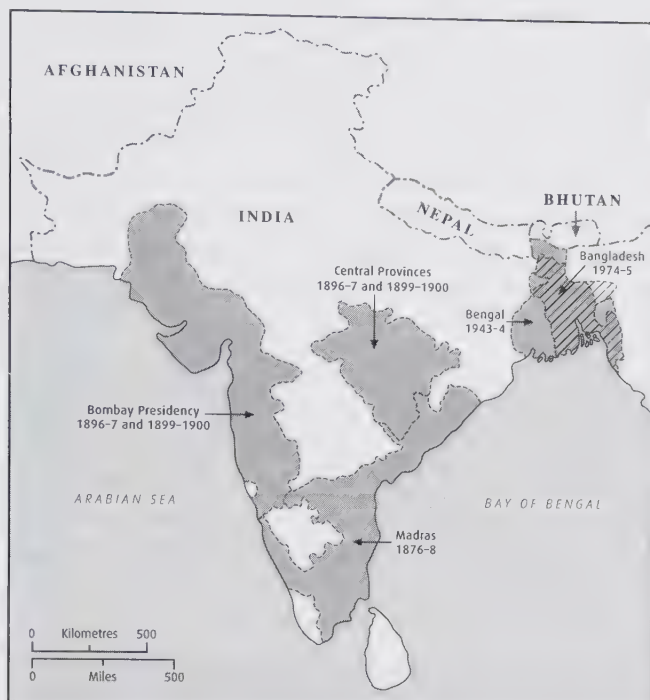 AFGHANISTAN
INDIA
NEPAL
BHUTAN
Bangladesh
1974–5
Central Provinces
1896–7 and 1899–1900
Bengal
1943–4
Bombay Presidency
1896–7 and 1899–1900
ARABIAN SEA
BAY OF BENGAL
Madras
1876–8
0 Kilometres 500
0 Miles 500